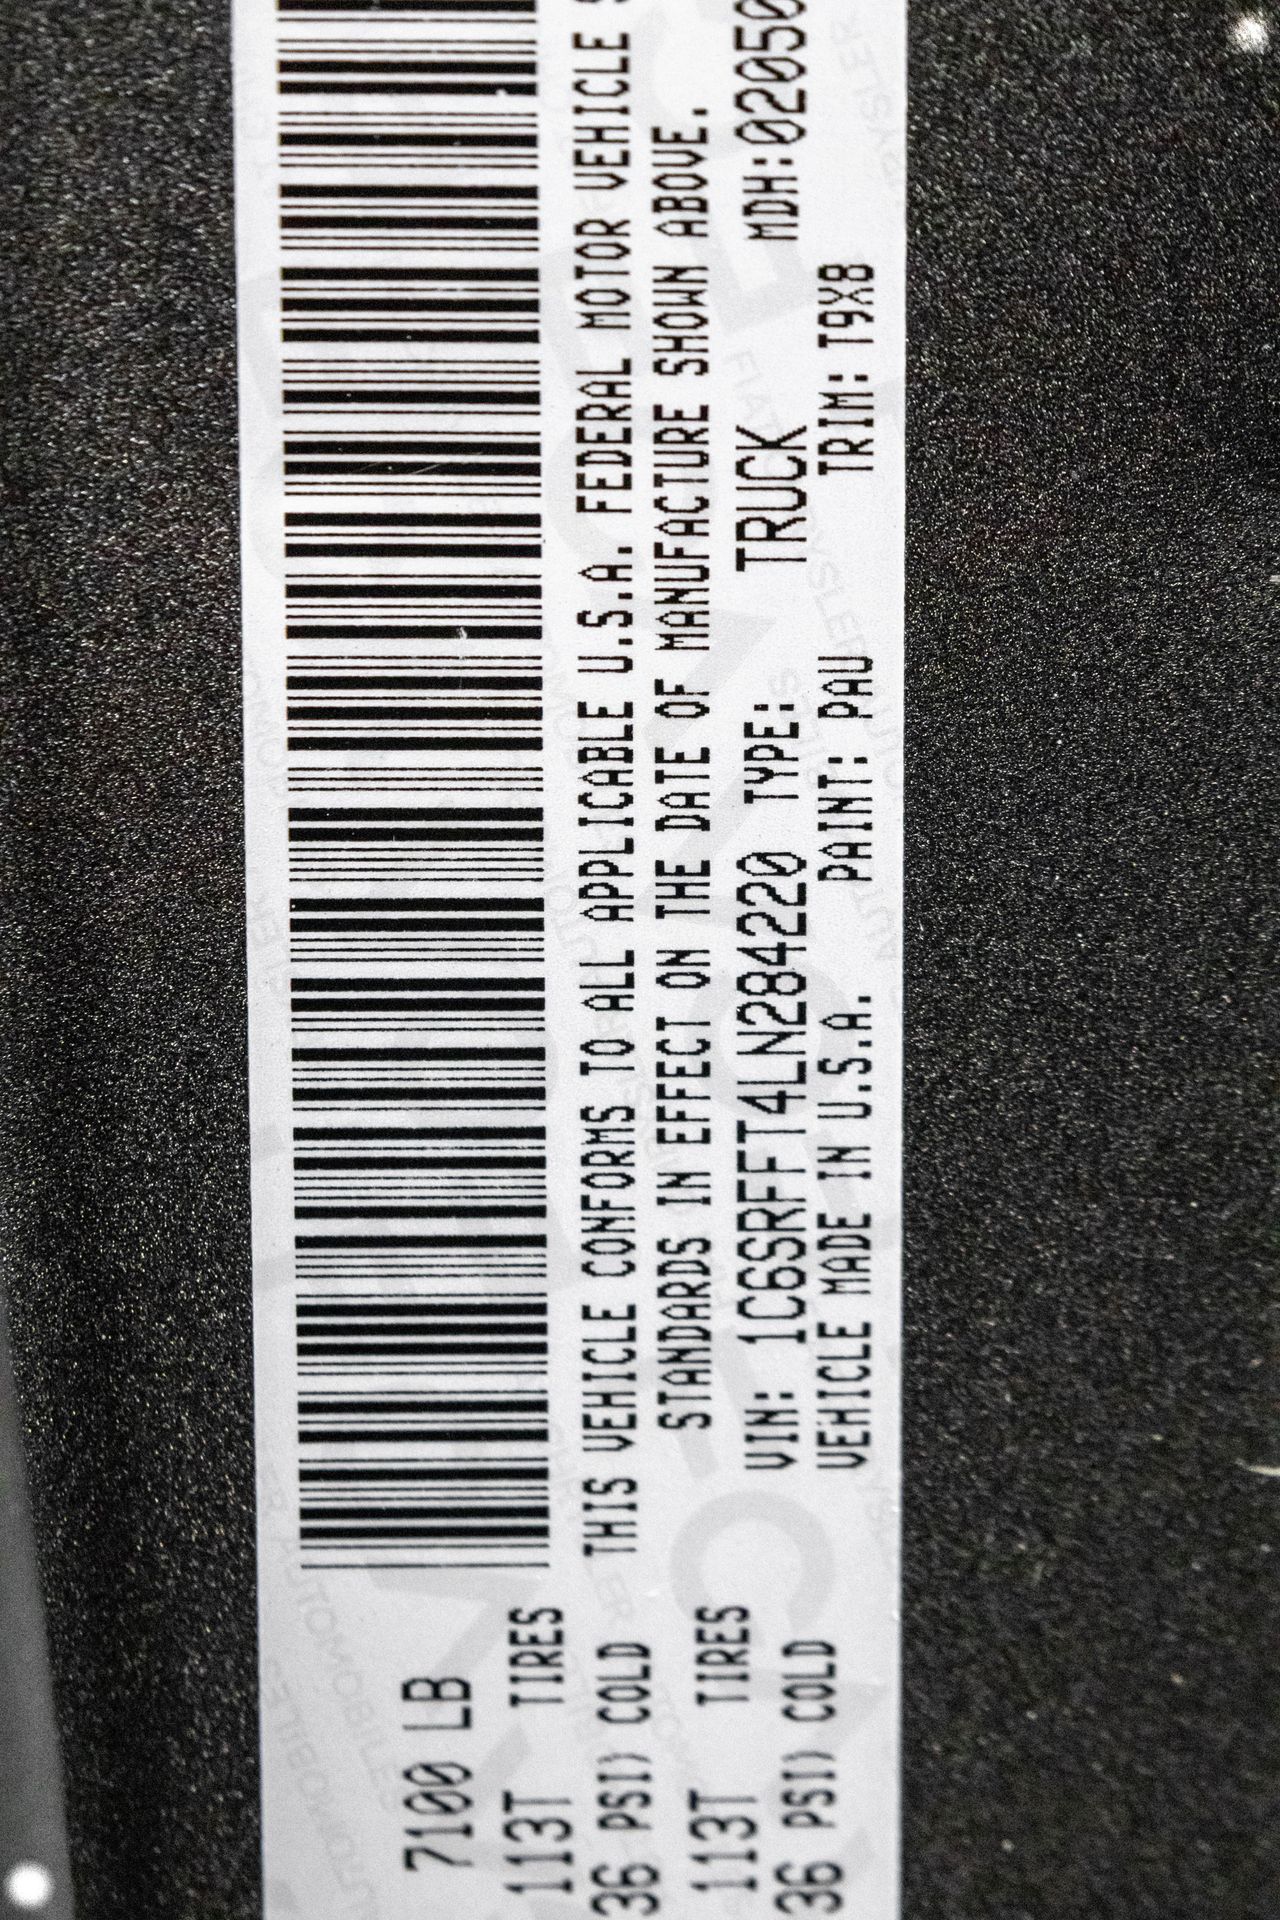 7100 LB
113T TIRES
36 PSI) COLD
113T TIRES
36 PSI) COLD
THIS VEHICLE CONFORMS TO ALL APPLICABLE U.S.A. FEDERAL MOTOR VEHICLE S
STANDARDS IN EFFECT ON THE DATE OF MANUFACTURE SHOWN ABOVE.
VIN: 1C6SRFFT4LN284220 TYPE: TRUCK MDH:02050
VEHICLE MADE IN U.S.A. PAINT: PAU TRIM: T9X8